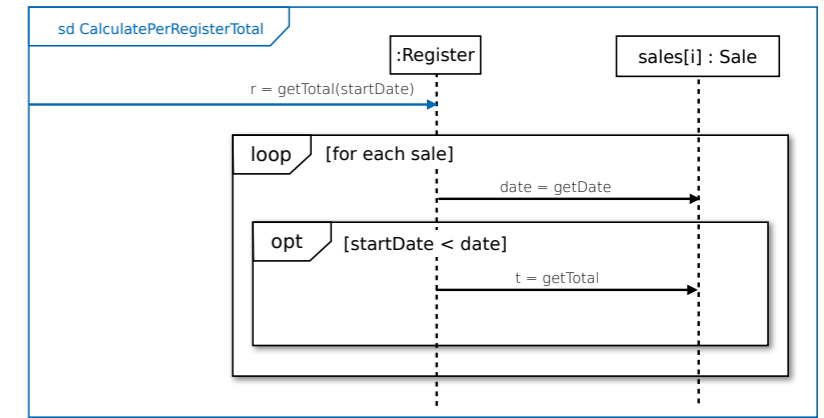 sd CalculatePerRegisterTotal
:Register
sales[i] : Sale
r = getTotal(startDate)
loop
[for each sale]
date = getDate
opt
[startDate < date]
t = getTotal